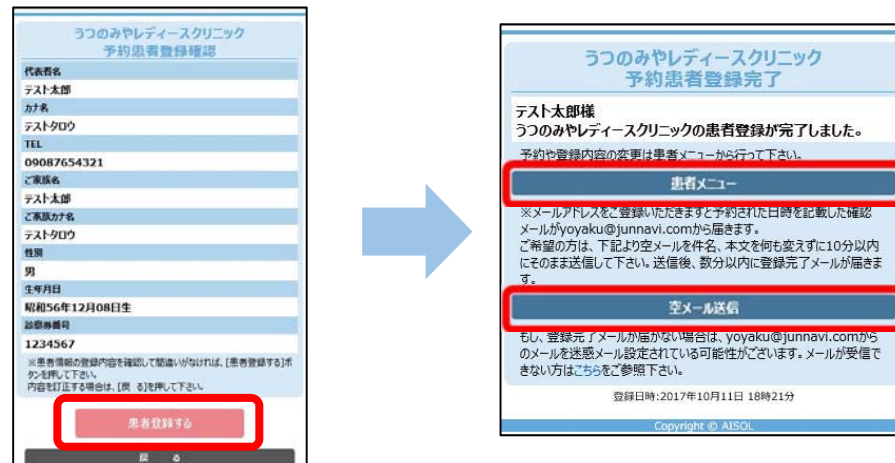 うつのみやレディースクリニック
予約患者登録確認
代表者名
テスト太郎
カナ名
テストタロウ
TEL
09087654321
ご家族名
テスト太郎
ご家族カナ名
テストタロウ
性別
男
生年月日
昭和56年12月08日生
診察券番号
1234567
※患者情報の登録内容を確認して間違いがなければ、[患者登録する]ボ
タンを押して下さい。
内容を訂正する場合は、[戻 る]を押して下さい。
患者登録する
戻 る
うつのみやレディースクリニック
予約患者登録完了
テスト太郎様
うつのみやレディースクリニックの患者登録が完了しました。
予約や登録内容の変更は患者メニューから行って下さい。
患者メニュー
※メールアドレスをご登録いただきますと予約された日時を記載した確認
メールがyoyaku@junnavi.comから届きます。
ご希望の方は、下記より空メールを件名、本文を何も変えずに10分以内
にそのまま送信して下さい。送信後、数分以内に登録完了メールが届きま
す。
空メール送信
もし、登録完了メールが届かない場合は、yoyaku@junnavi.comから
のメールを迷惑メール設定されている可能性がございます。メールが受信で
きない方はこちらをご参照下さい。
登録日時:2017年10月11日 18時21分
Copyright © AISOL